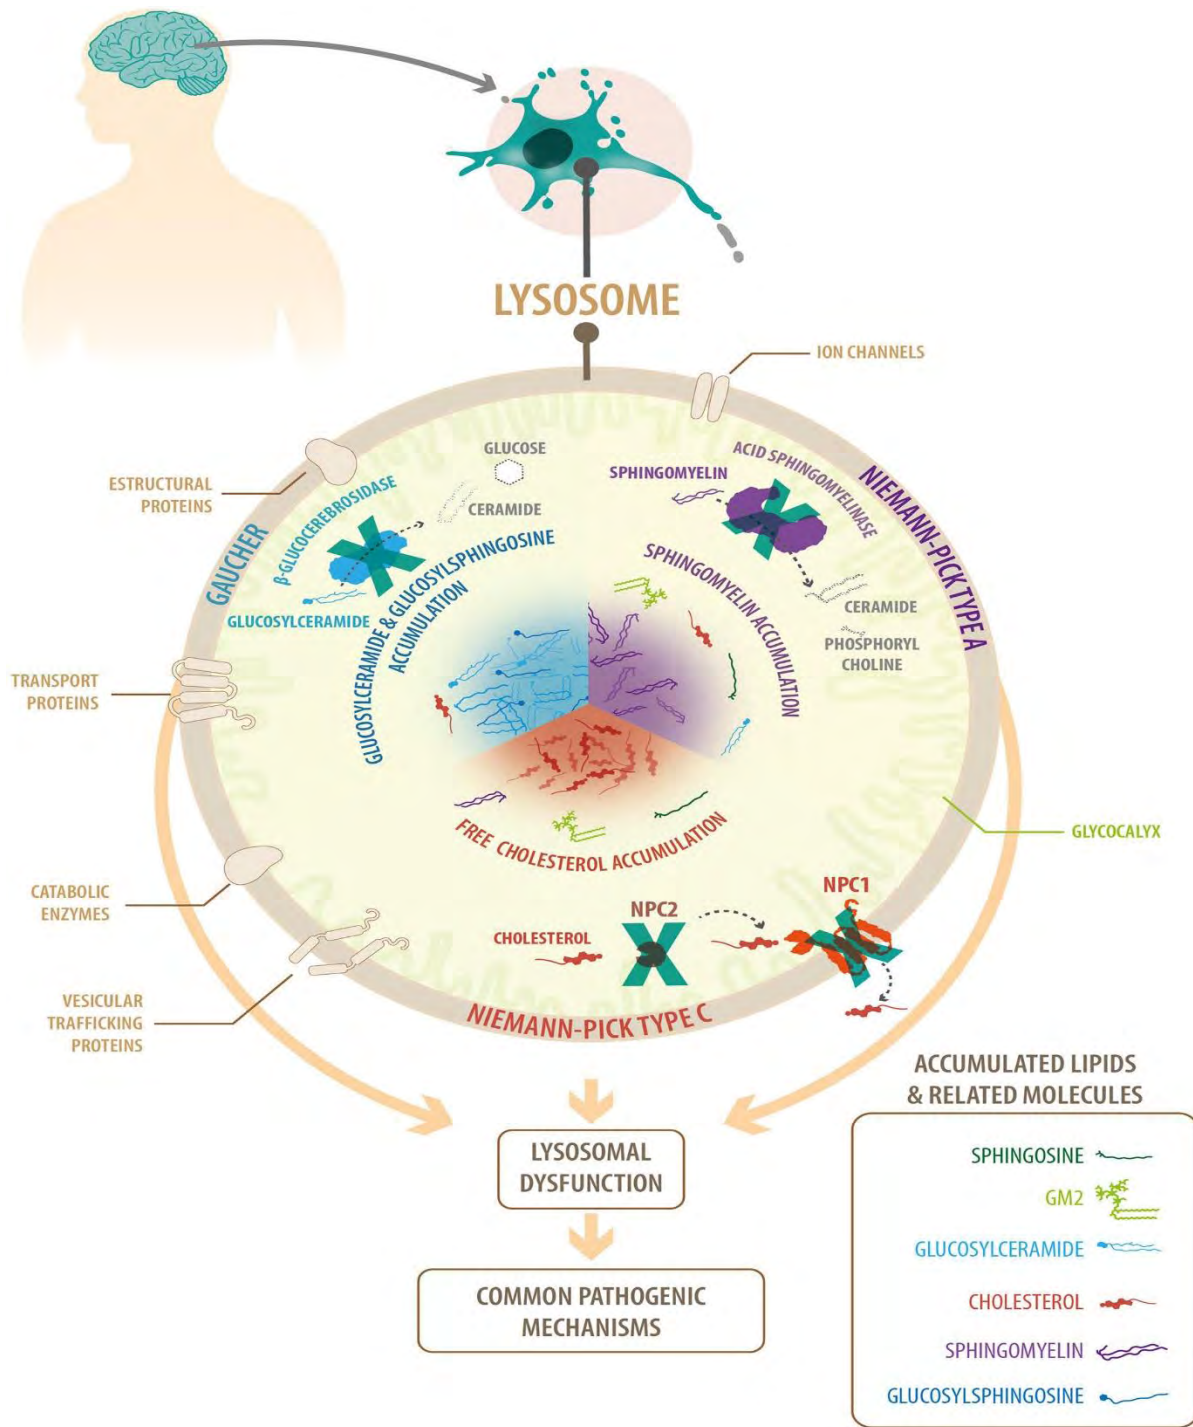 LYSOSOME
ION CHANNELS
ESTRUCTURAL
PROTEINS
TRANSPORT
PROTEINS
CATABOLIC
ENZYMES
VESICULAR
TRAFFICKING
PROTEINS
GLYCOCALYX
GAUCHER
β-GLUCOCEREBROSIDASE
GLUCOSE
CERAMIDE
GLUCOSYLCERAMIDE
GLUCOSYLCERAMIDE & GLUCOSYLSPHINGOSINE
ACCUMULATION
NIEMANN-PICK TYPE A
ACID SPHINGOMYELINASE
SPHINGOMYELIN
CERAMIDE
PHOSPHORYL
CHOLINE
SPHINGOMYELIN ACCUMULATION
FREE CHOLESTEROL ACCUMULATION
NPC1
NPC2
CHOLESTEROL
NIEMANN-PICK TYPE C
LYSOSOMAL
DYSFUNCTION
COMMON PATHOGENIC
MECHANISMS
ACCUMULATED LIPIDS
& RELATED MOLECULES
SPHINGOSINE
GM2
GLUCOSYLCERAMIDE
CHOLESTEROL
SPHINGOMYELIN
GLUCOSYLSPHINGOSINE